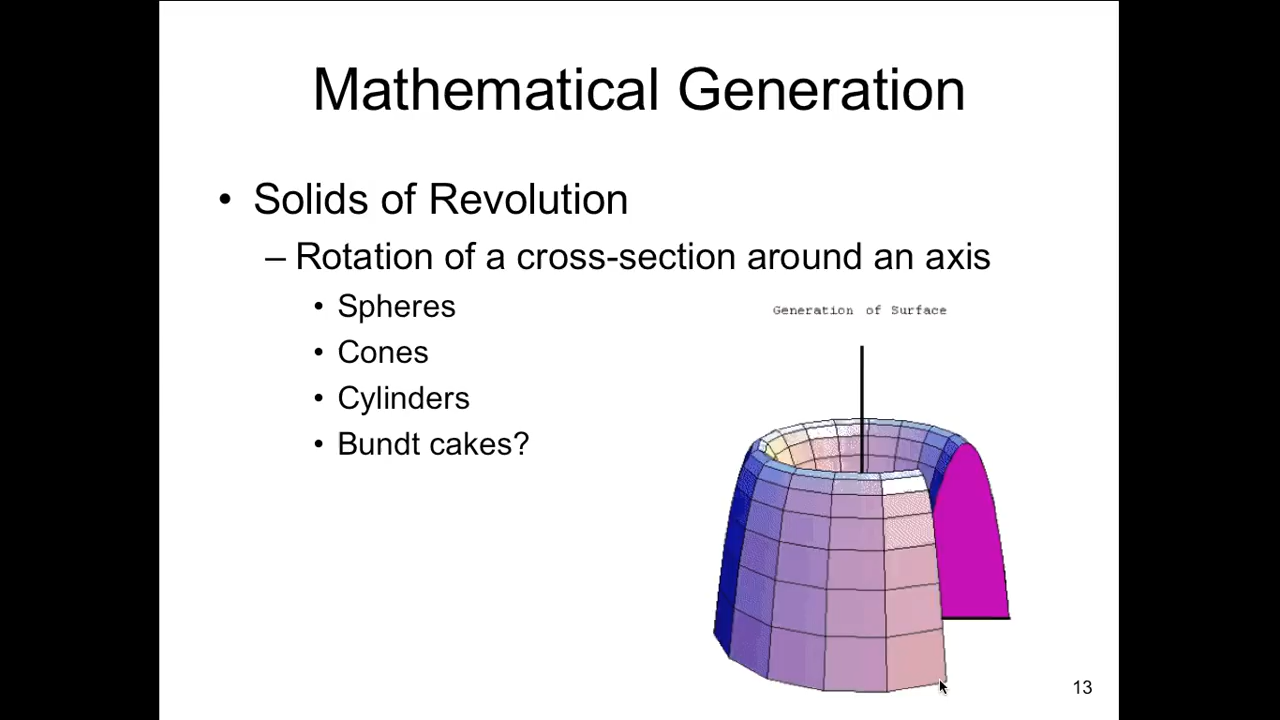 Mathematical Generation
• Solids of Revolution
– Rotation of a cross-section around an axis
• Spheres
• Cones
• Cylinders
• Bundt cakes?
Generation of Surface
13